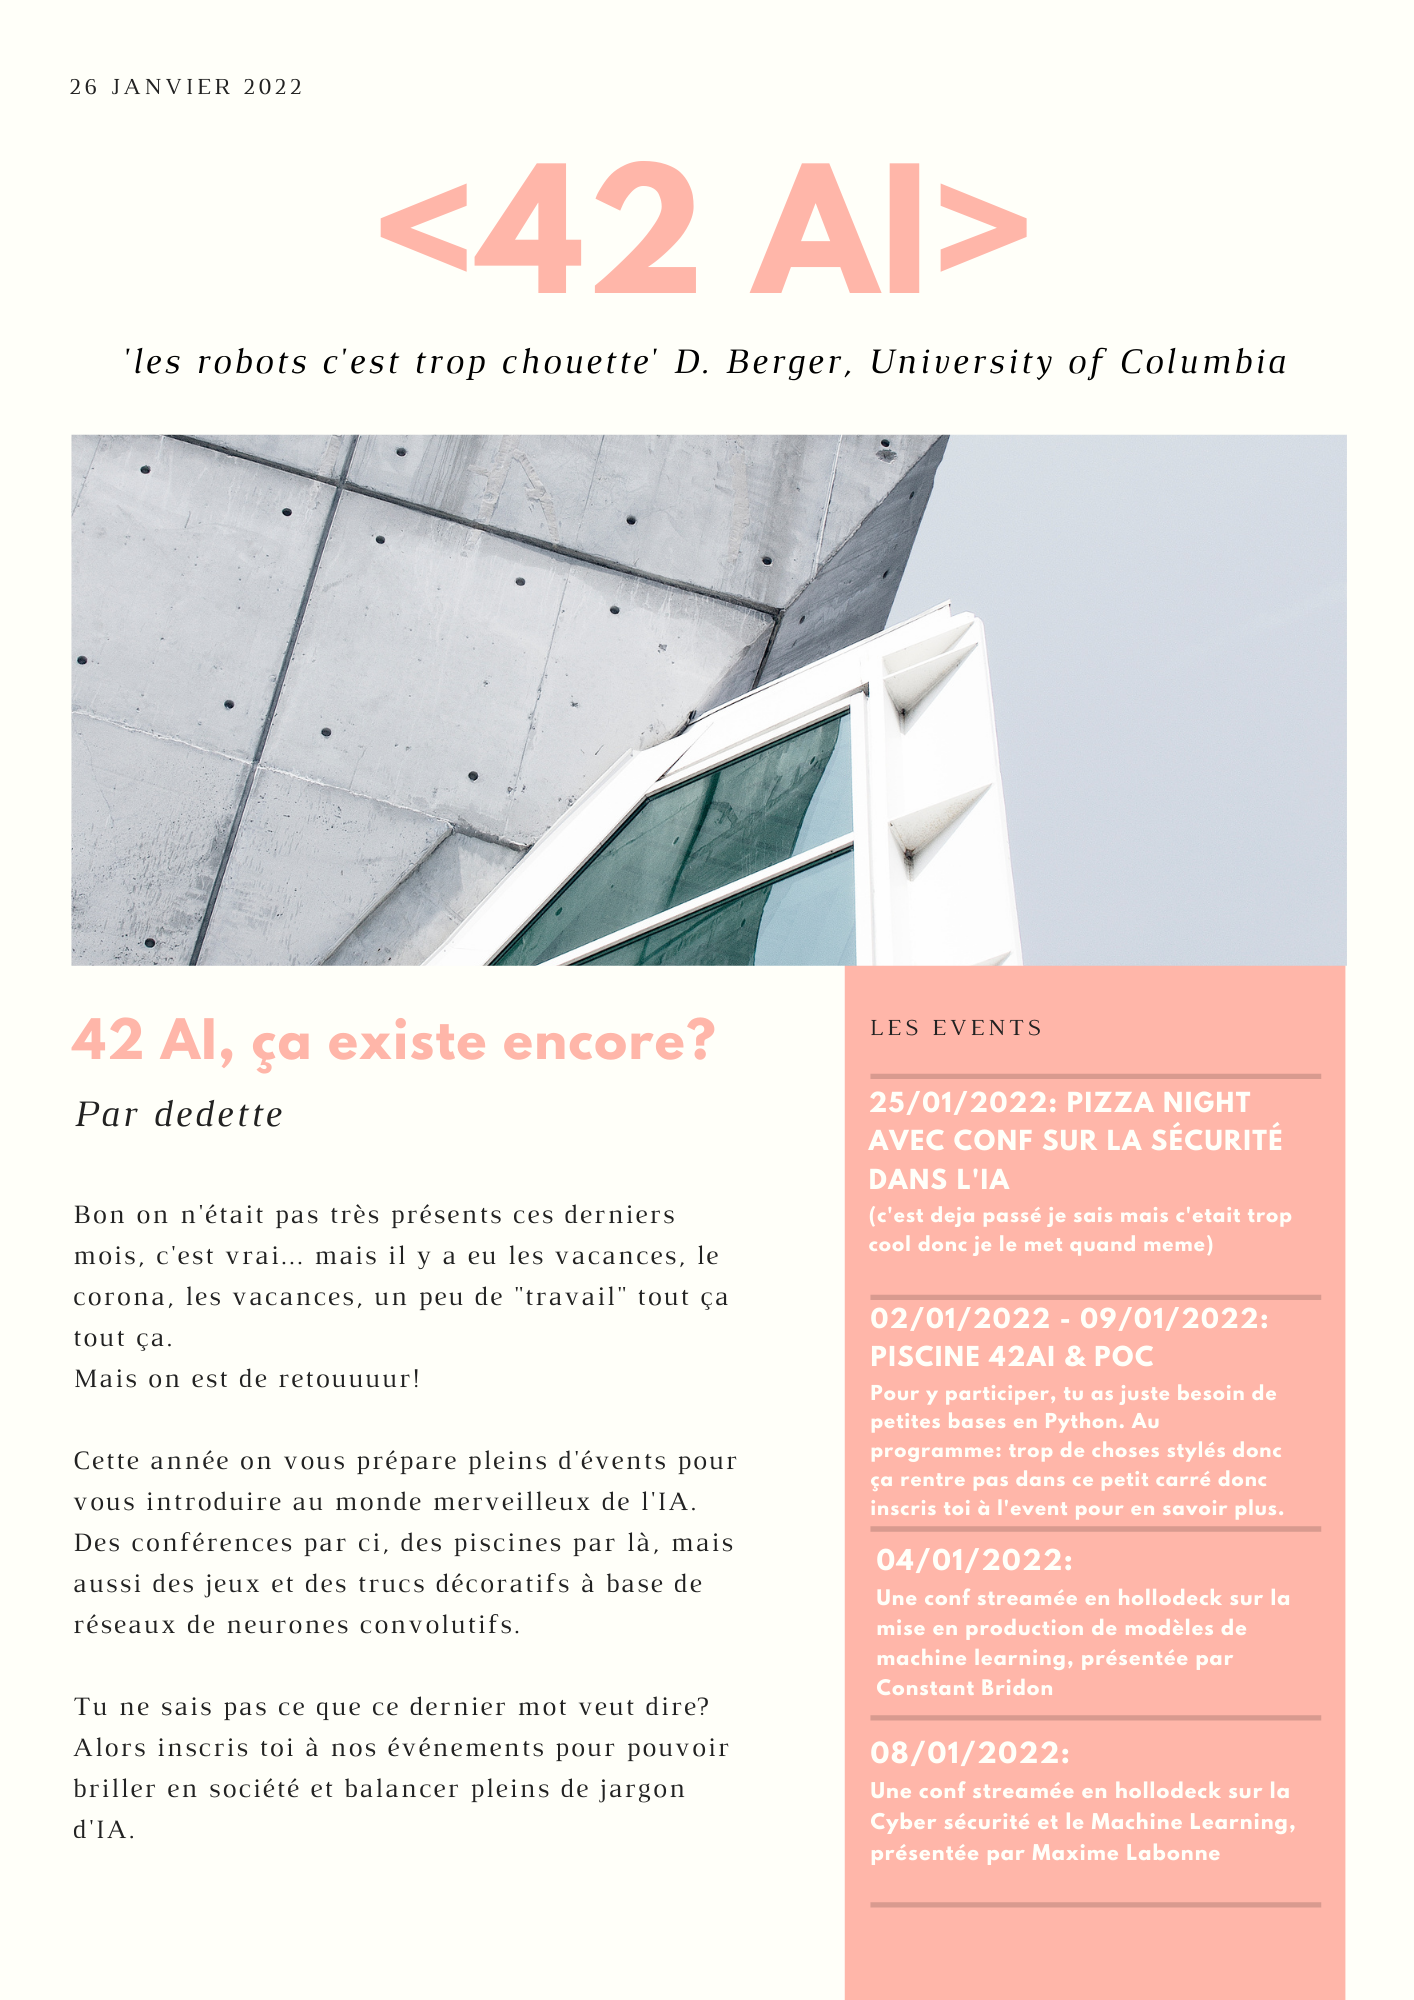 26 JANVIER 2022
<42 AI>
'les robots c'est trop chouette' D. Berger, University of Columbia
42 AI, ça existe encore?
Par dedette
Bon on n'était pas très présents ces derniers
mois, c'est vrai... mais il y a eu les vacances, le
corona, les vacances, un peu de "travail" tout ça
tout ça.
Mais on est de retouuuur!
Cette année on vous prépare pleins d'évents pour
vous introduire au monde merveilleux de l'IA.
Des conférences par ci, des piscines par là, mais
aussi des jeux et des trucs décoratifs à base de
réseaux de neurones convolutifs.
Tu ne sais pas ce que ce dernier mot veut dire?
Alors inscris toi à nos événements pour pouvoir
briller en société et balancer pleins de jargon
d'IA.
LES EVENTS
25/01/2022: PIZZA NIGHT
AVEC CONF SUR LA SÉCURITÉ
DANS L'IA
(c'est deja passé je sais mais c'etait trop
cool donc je le met quand meme)
02/01/2022 - 09/01/2022:
PISCINE 42AI & POC
Pour y participer, tu as juste besoin de
petites bases en Python. Au
programme: trop de choses stylés donc
ça rentre pas dans ce petit carré donc
inscris toi à l'event pour en savoir plus.
04/01/2022:
Une conf streamée en hollodeck sur la
mise en production de modèles de
machine learning, présentée par
Constant Bridon
08/01/2022:
Une conf streamée en hollodeck sur la
Cyber sécurité et le Machine Learning,
présentée par Maxime Labonne